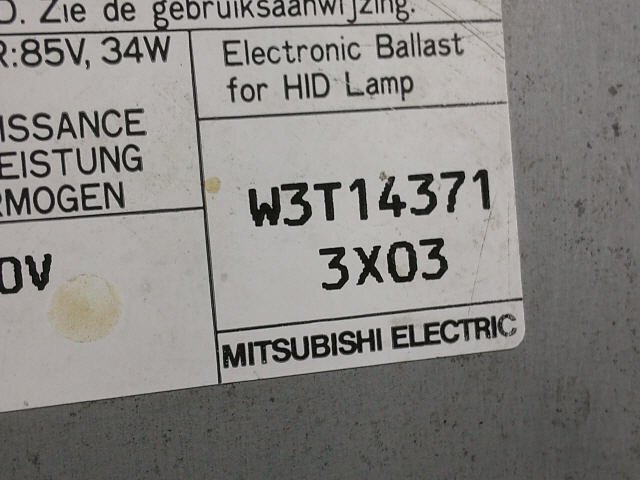 D. Zie de gebruiksaanwijzing.
R:85V, 34W
Electronic Ballast
for HID Lamp
ISSANCE
EISTUNG
RMOGEN
W3T14371
3X03
0V
MITSUBISHI ELECTRIC